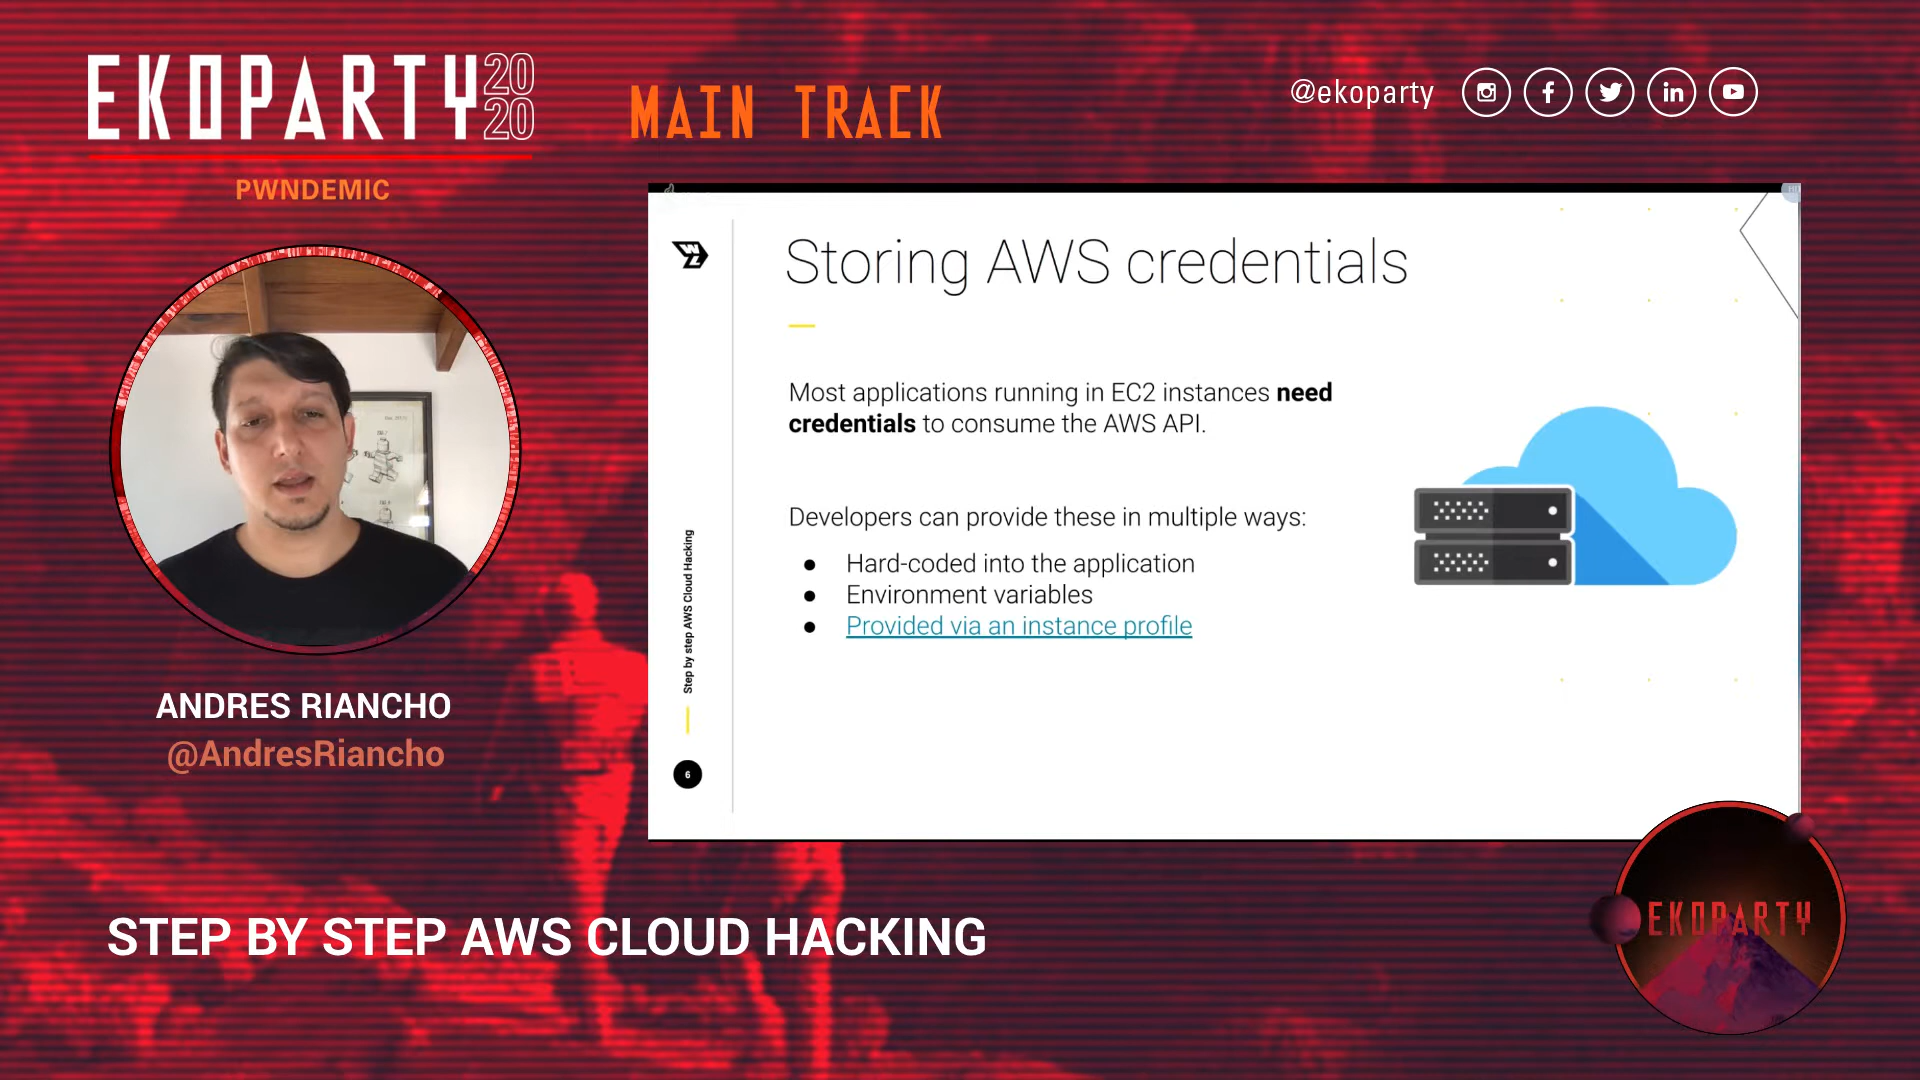 EKOPARTY 2020
PWNDEMIC
MAIN TRACK
@ekoparty
ANDRES RIANCHO
@AndresRiancho
Storing AWS credentials
Most applications running in EC2 instances need
credentials to consume the AWS API.
Developers can provide these in multiple ways:
● Hard-coded into the application
● Environment variables
● Provided via an instance profile
Step by step AWS Cloud Hacking
6
STEP BY STEP AWS CLOUD HACKING
EKOPARTY